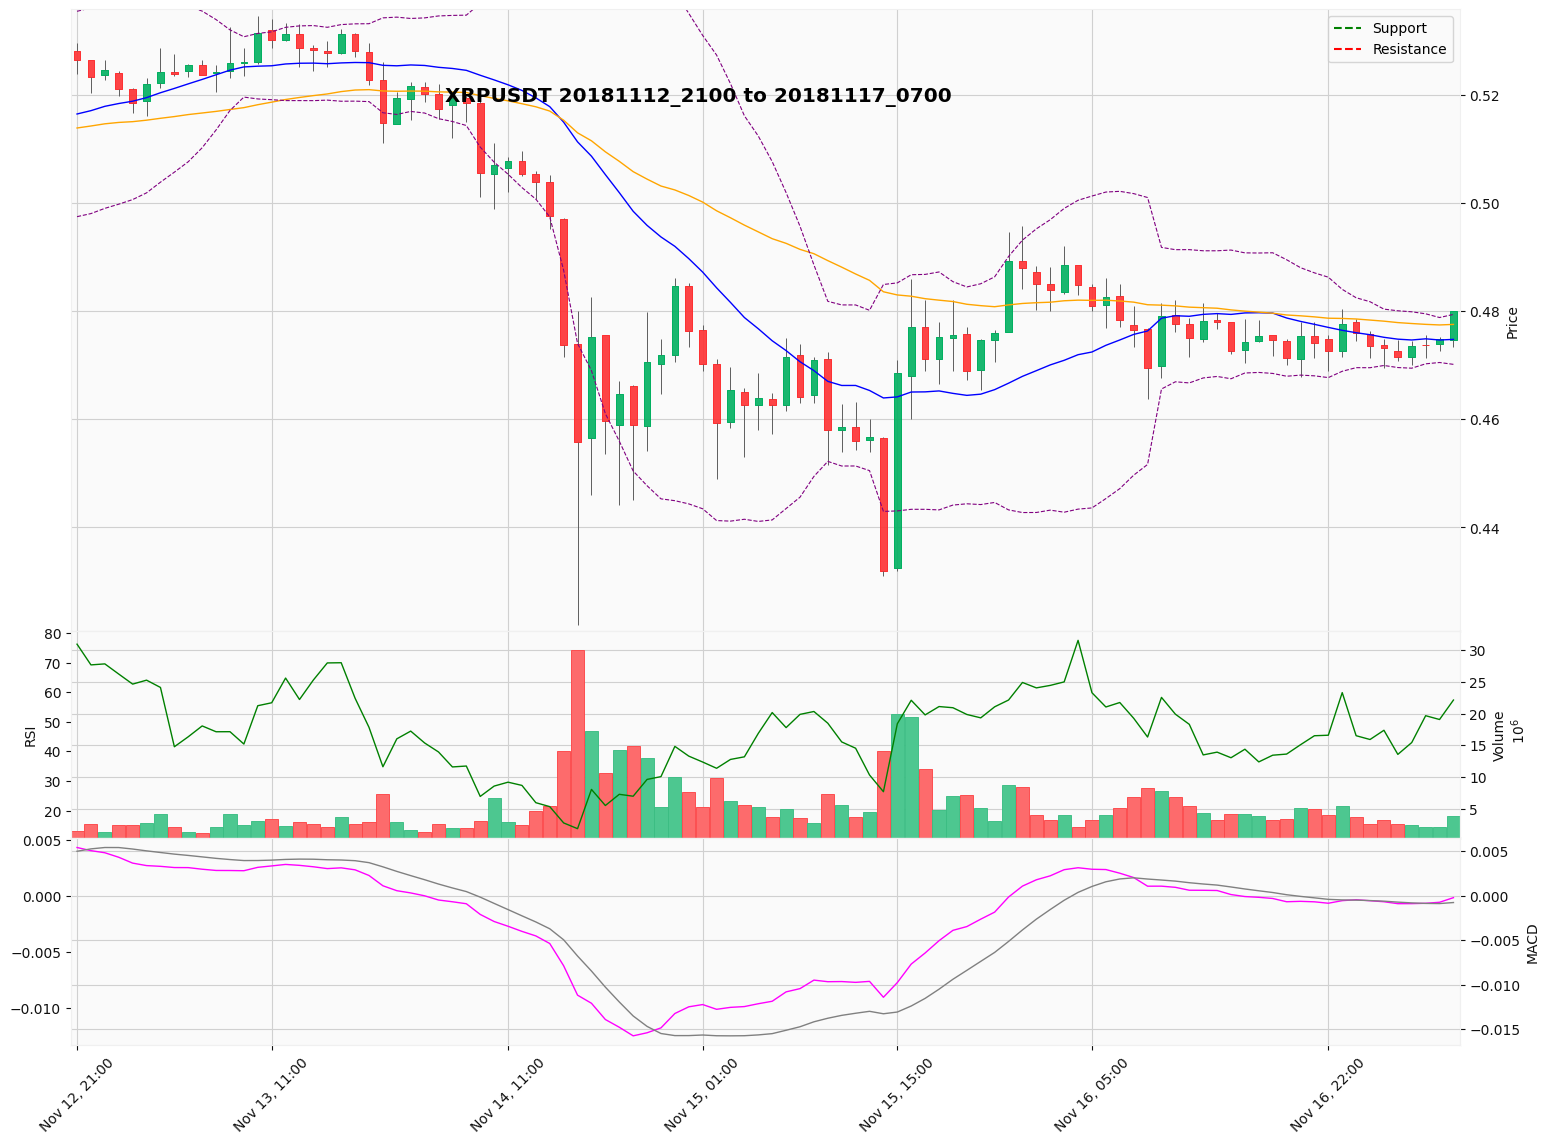 Support
Resistance
XRPUSDT 20181112_2100 to 20181117_0700
0.52
0.50
0.48
0.46
0.44
Price
80
70
60
50
40
30
20
RSI
30
25
20
15
10
5
Volume
10^6
0.005
0.000
−0.005
−0.010
0.005
0.000
−0.005
−0.010
−0.015
MACD
Nov 12, 21:00
Nov 13, 11:00
Nov 14, 11:00
Nov 15, 01:00
Nov 15, 15:00
Nov 16, 05:00
Nov 16, 22:00